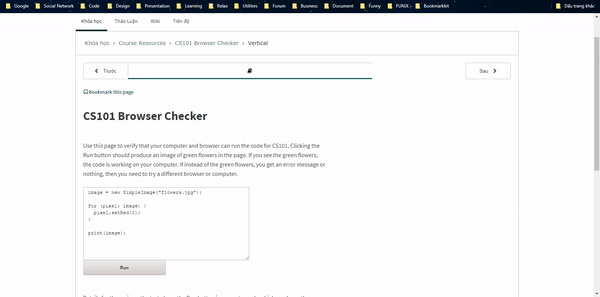 Google Social Network Code Design Presentation Learning Relax Utilities Forum Business Document Funny FUNiX Bookmarklet Dấu trang khác
Khóa học Thảo Luận Wiki Tiến độ
Khóa học > Course Resources > CS101 Browser Checker > Vertical
Trước Sau
Bookmark this page
CS101 Browser Checker
Use this page to verify that your computer and browser can run the code for CS101. Clicking the
Run button should produce an image of green flowers in the page. If you see the green flowers,
the code is working on your computer. If instead of the green flowers, you get an error message or
nothing, then you need to try a different browser or computer.
image = new SimpleImage("flowers.jpg");
for (pixel: image) {
pixel.setRed(0);
}
print(image);
Run